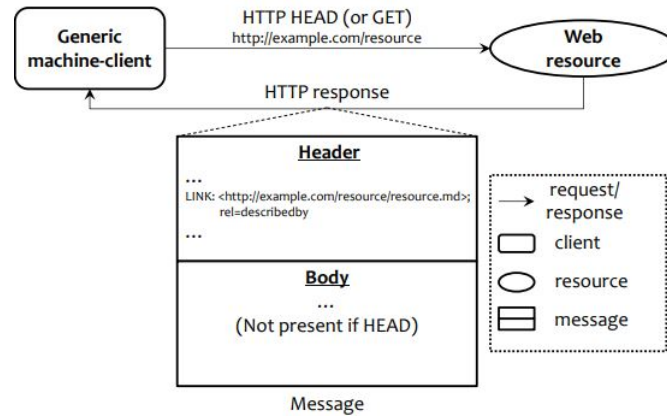 Generic
machine-client
HTTP HEAD (or GET)
http://example.com/resource
Web
resource
HTTP response
Header
...
LINK: <http://example.com/resource/resource.md>;
rel=describedby
...
Body
...
(Not present if HEAD)
Message
request/
response
client
resource
message